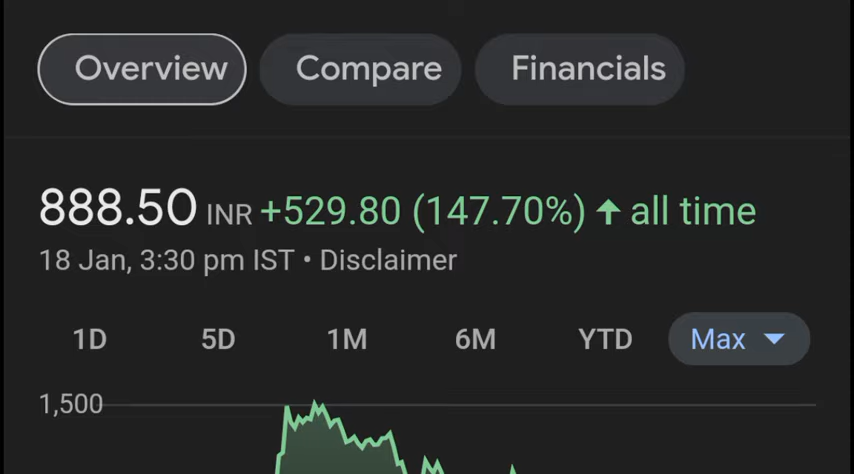 Overview Compare Financials
888.50 INR +529.80 (147.70%) ↑ all time
18 Jan, 3:30 pm IST • Disclaimer
1D 5D 1M 6M YTD Max
1,500